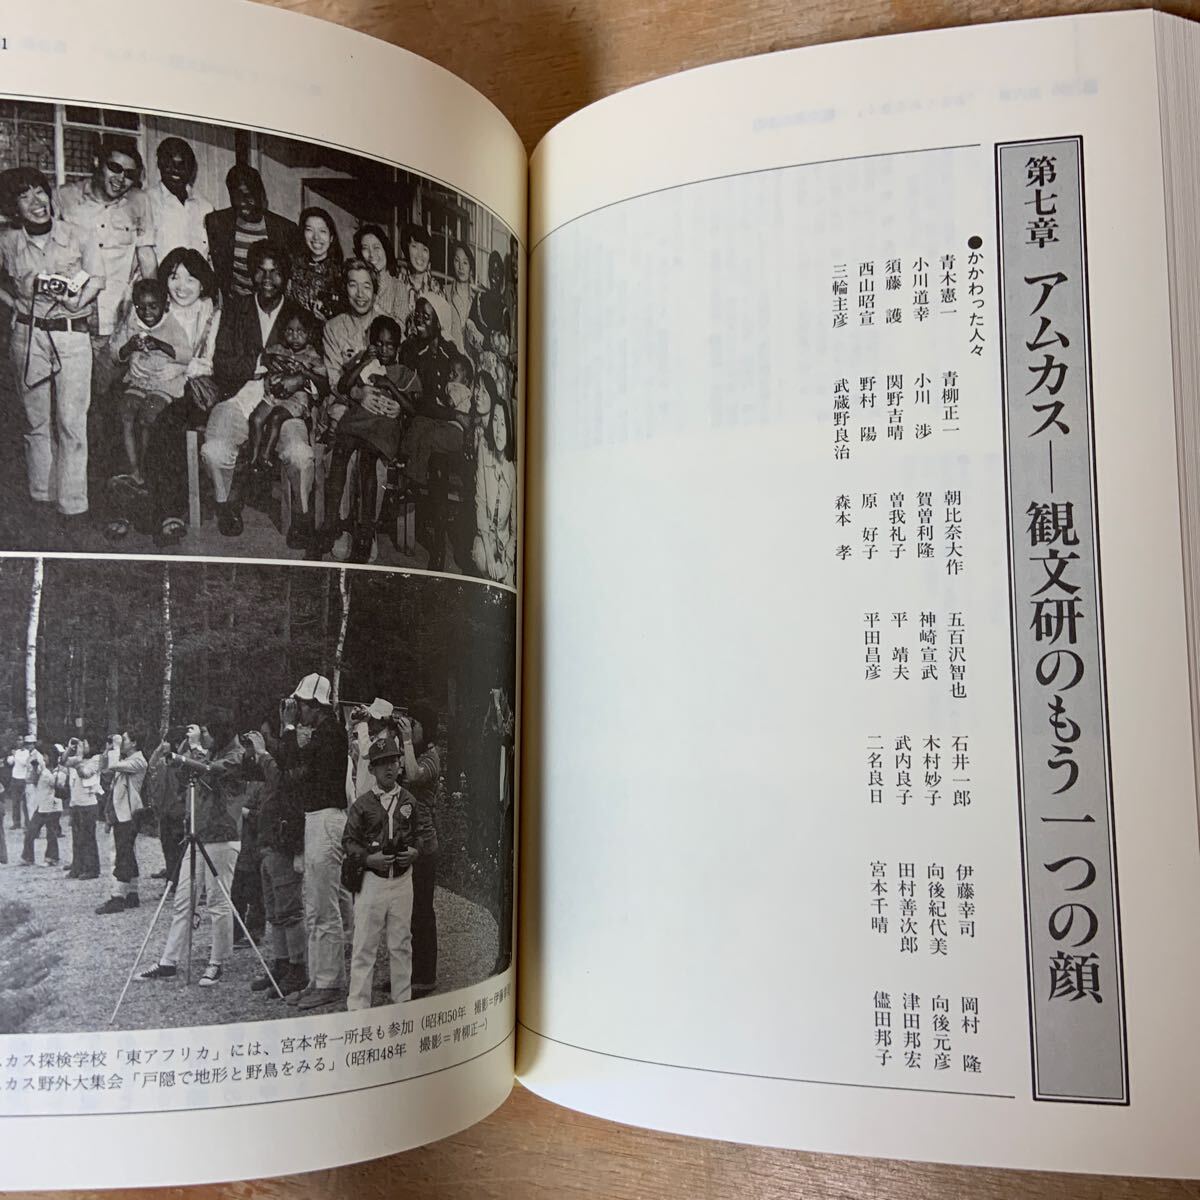 第七章 アムカス―観文研のもう一つの顔
●かかわった人々
青木憲一 青柳正一 朝比奈大作 五百沢智也 石井一郎 伊藤幸司 岡村 隆
小川道幸 小川 渉 賀曽利隆 神崎宣武 木村妙子 向後紀代美 向後元彦
須藤 護 関野吉晴 曽我礼子 平 靖夫 武内良子 田村善次郎 津田邦宏
西山昭宣 野村 陽 原 好子 平田昌彦 二名良日 宮本千晴 儘田邦子
三輪主彦 武蔵野良治 森本 孝
1
カス探検学校「東アフリカ」には、宮本常一所長も参加(昭和50年 撮影=伊藤
カス野外大集会「戸隠で地形と野鳥をみる」(昭和48年 撮影=青柳正一)